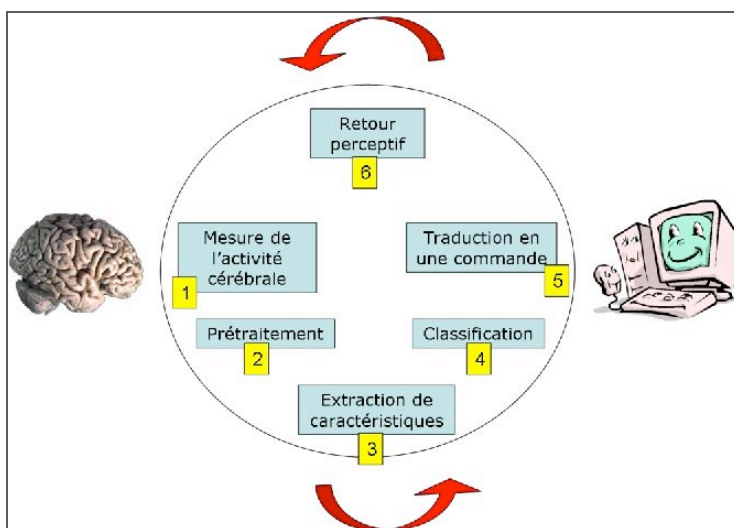 Retour
perceptif
6
Mesure de
l'activité
cérébrale
1
Traduction en
une commande
5
Prétraitement
2
Classification
4
Extraction de
caractéristiques
3